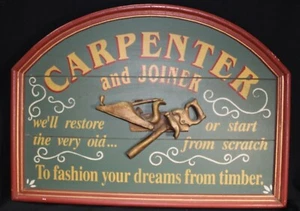 CARPENTER
and JOINER
we'll restore or start
the very old... from scratch
To fashion your dreams from timber.